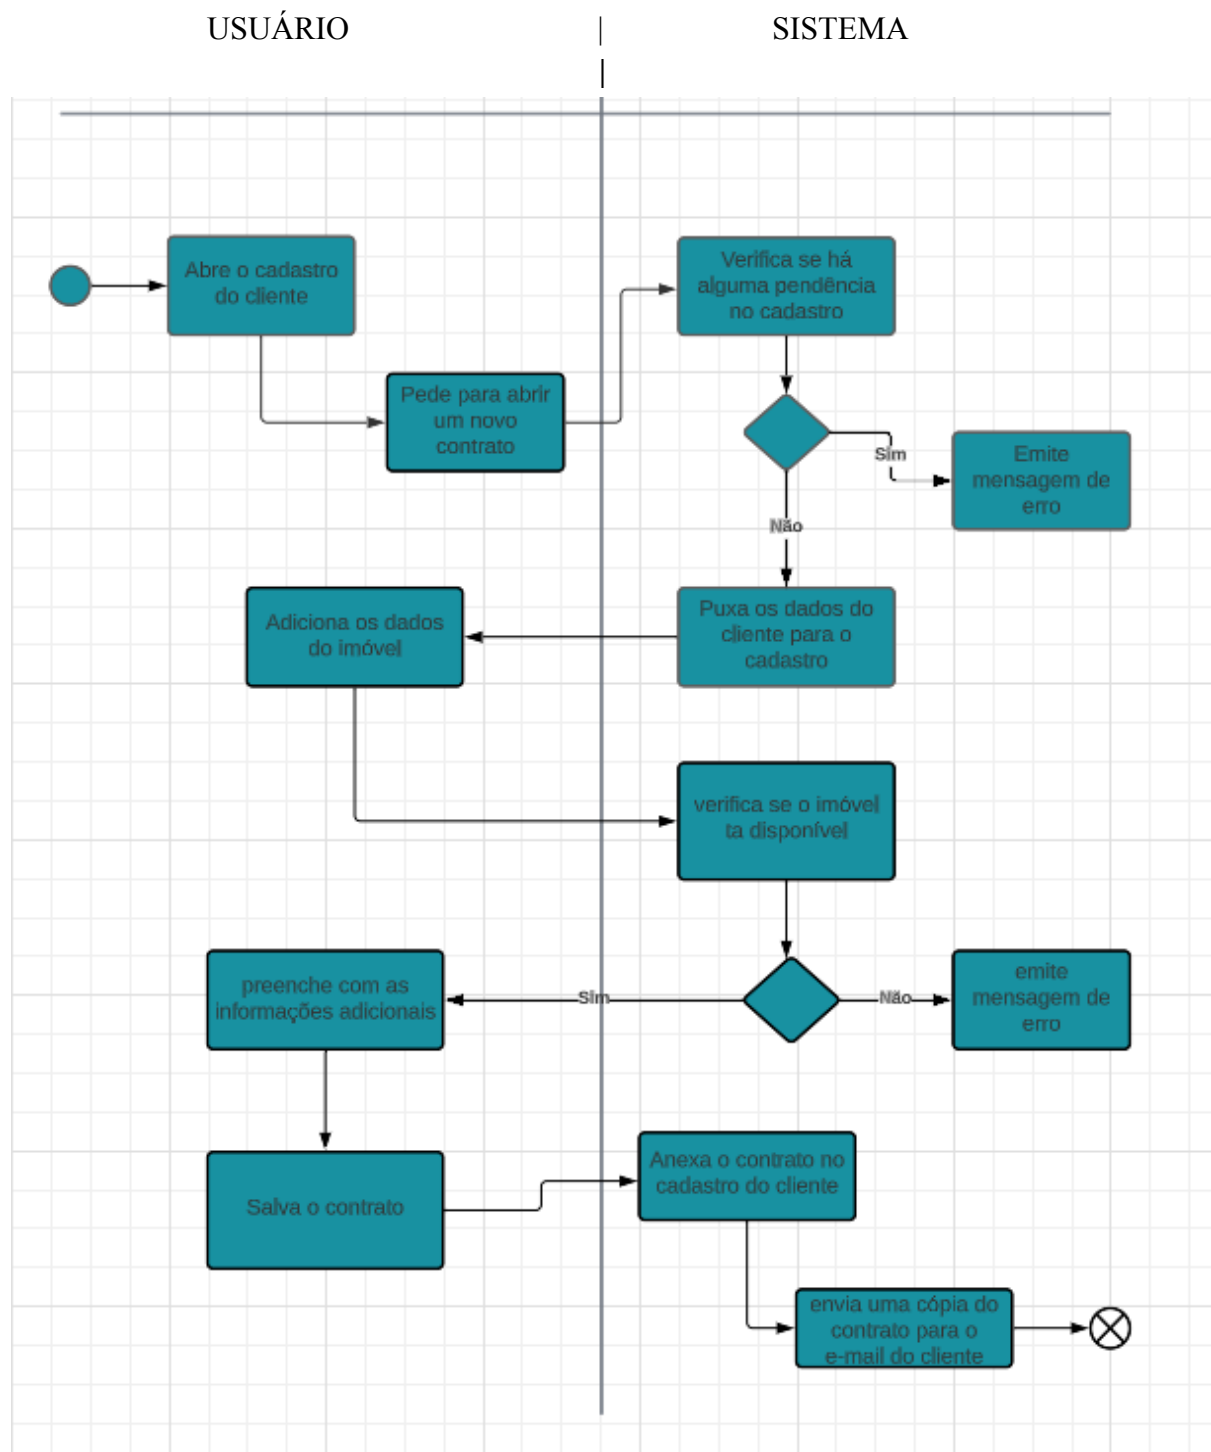 USUÁRIO | SISTEMA
|
Abre o cadastro
do cliente
Verifica se há
alguma pendência
no cadastro
Pede para abrir
um novo
contrato
Sim
Emite
mensagem de
erro
Não
Adiciona os dados
do imóvel
Puxa os dados do
cliente para o
cadastro
verifica se o imóvel
ta disponível
preenche com as
informações adicionais
Sim
Não
emite
mensagem de
erro
Salva o contrato
Anexa o contrato no
cadastro do cliente
envia uma cópia do
contrato para o
e-mail do cliente